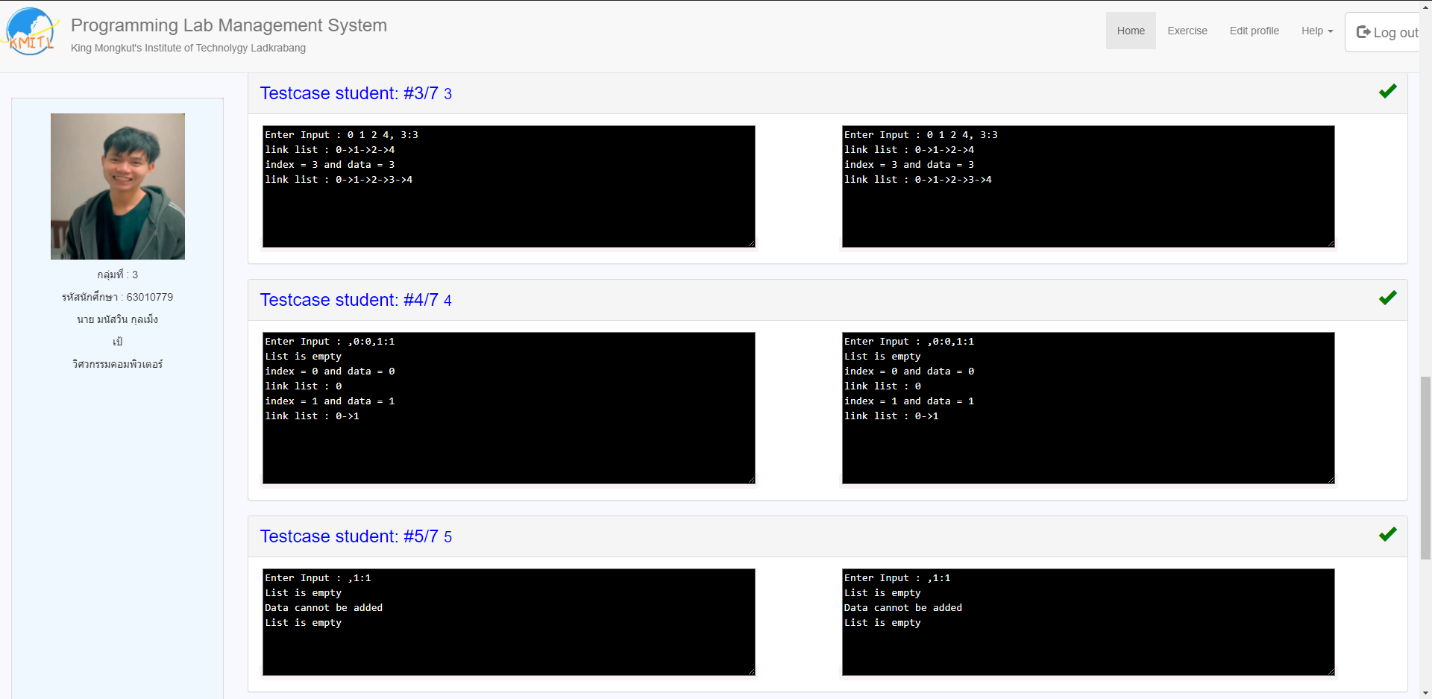 KMITL
Programming Lab Management System
King Mongkut's Institute of Technolygy Ladkrabang
Home
Exercise
Edit profile
Help
Log out
กลุ่มที่ : 3
รหัสนักศึกษา : 63010779
นาย มนัสวิน กุลเม็ง
เป้
วิศวกรรมคอมพิวเตอร์
Testcase student: #3/7 3
Enter Input : 0 1 2 4, 3:3
link list : 0->1->2->4
index = 3 and data = 3
link list : 0->1->2->3->4
Enter Input : 0 1 2 4, 3:3
link list : 0->1->2->4
index = 3 and data = 3
link list : 0->1->2->3->4
Testcase student: #4/7 4
Enter Input : ,0:0,1:1
List is empty
index = 0 and data = 0
link list : 0
index = 1 and data = 1
link list : 0->1
Enter Input : ,0:0,1:1
List is empty
index = 0 and data = 0
link list : 0
index = 1 and data = 1
link list : 0->1
Testcase student: #5/7 5
Enter Input : ,1:1
List is empty
Data cannot be added
List is empty
Enter Input : ,1:1
List is empty
Data cannot be added
List is empty